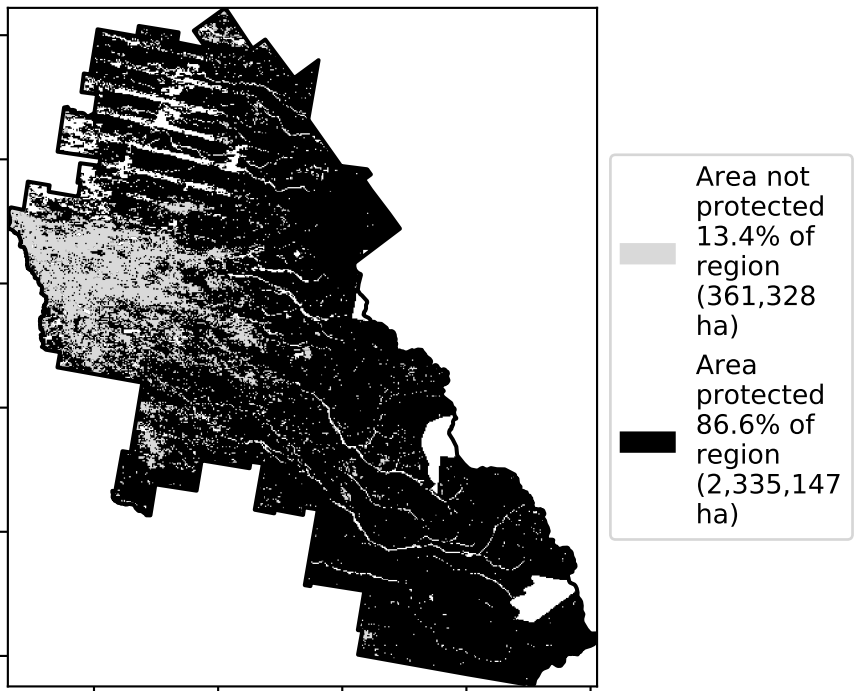 Area not
protected
13.4% of
region
(361,328
ha)
Area
protected
86.6% of
region
(2,335,147
ha)